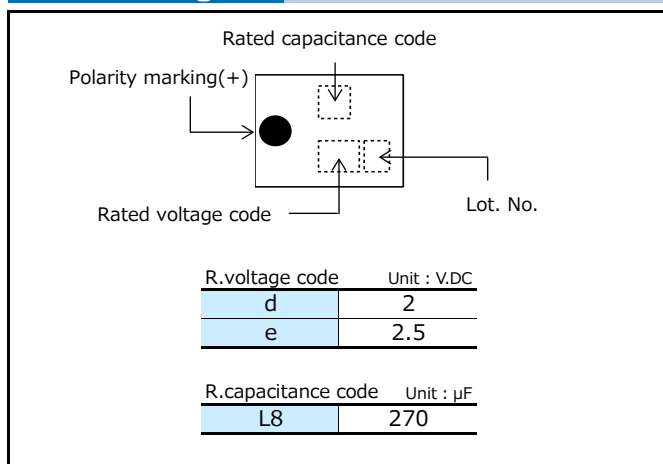 Rated capacitance code
Polarity marking(+)
Rated voltage code
Lot. No.
R.voltage code Unit : V.DC
d 2
e 2.5
R.capacitance code Unit : μF
L8 270